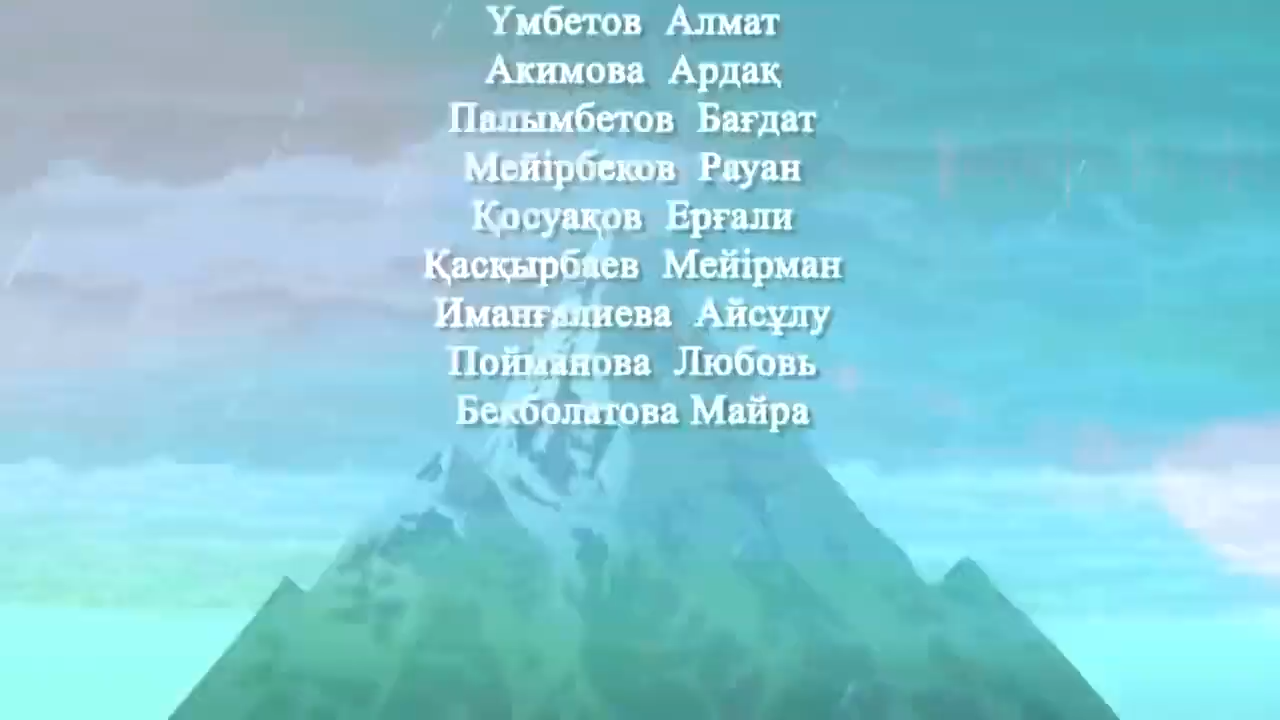 Үмбетов Алмат
Акимова Ардақ
Палымбетов Бағдат
Мейірбеков Рауан
Қосуақов Ерғали
Қасқырбаев Мейірман
Иманғалиева Айсұлу
Пойманова Любовь
Бекболатова Майра